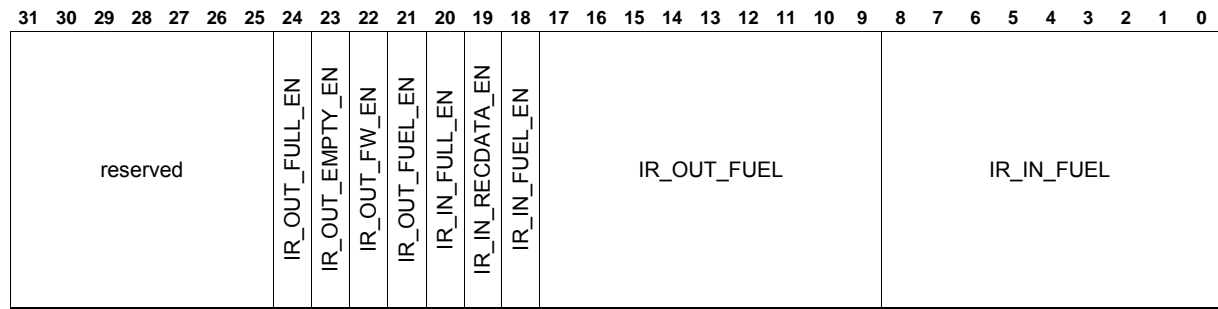 31 30 29 28 27 26 25 24 23 22 21 20 19 18 17 16 15 14 13 12 11 10 9 8 7 6 5 4 3 2 1 0
reserved
IR_OUT_FULL_EN
IR_OUT_EMPTY_EN
IR_OUT_FW_EN
IR_OUT_FUEL_EN
IR_IN_FULL_EN
IR_IN_RECDATA_EN
IR_IN_FUEL_EN
IR_OUT_FUEL
IR_IN_FUEL